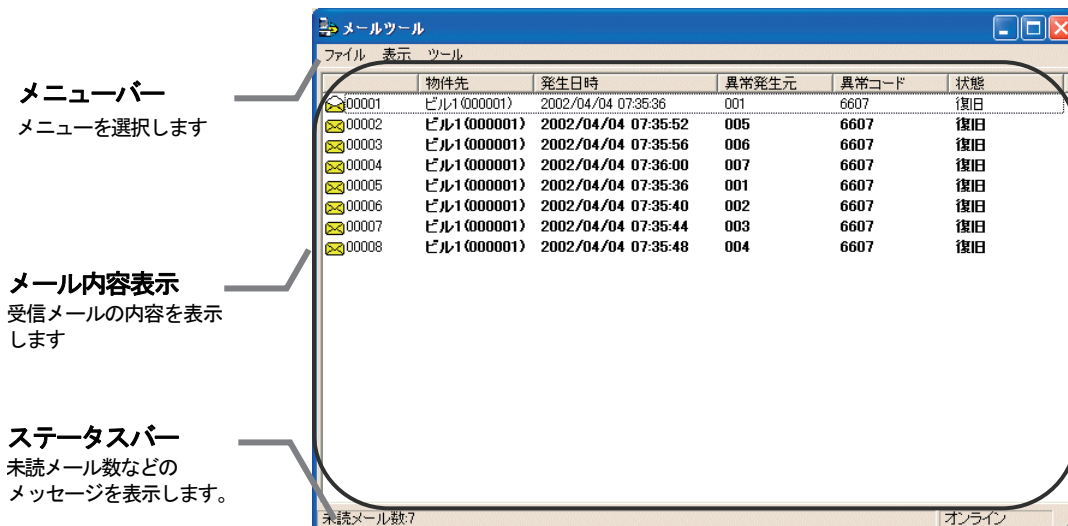 メールツール
ファイル 表示 ツール
メニューバー
メニューを選択します
物件先 発生日時 異常発生元 異常コード 状態
00001 ビル1(000001) 2002/04/04 07:35:36 001 6607 復旧
00002 ビル1(000001) 2002/04/04 07:35:52 005 6607 復旧
00003 ビル1(000001) 2002/04/04 07:35:56 006 6607 復旧
00004 ビル1(000001) 2002/04/04 07:36:00 007 6607 復旧
00005 ビル1(000001) 2002/04/04 07:35:36 001 6607 復旧
00006 ビル1(000001) 2002/04/04 07:35:40 002 6607 復旧
00007 ビル1(000001) 2002/04/04 07:35:44 003 6607 復旧
00008 ビル1(000001) 2002/04/04 07:35:48 004 6607 復旧
メール内容表示
受信メールの内容を表示
します
ステータスバー
未読メール数などの
メッセージを表示します。
未読メール数:7 オンライン